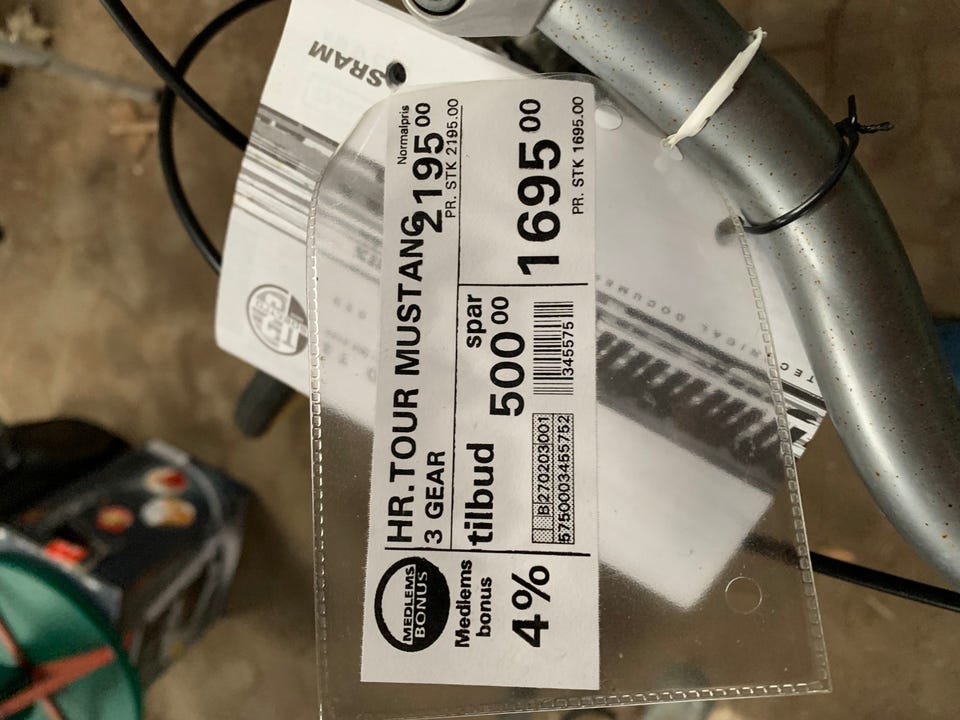 HR.TOUR MUSTANG
3 GEAR
Normalpris
2195 00
PR. STK 2195.00
tilbud
spar
500 00
1695 00
PR. STK 1695.00
B270203001
5750003455752
345575
MEDLEMS
BONUS
Medlems
bonus
4%
SRAM